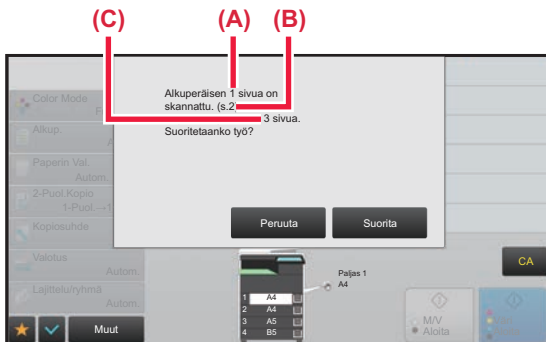 (C) (A) (B)
Alkuperäisen 1 sivua on
skannattu. (s.2)
3 sivua.
Suoritetaanko työ?
Peruuta Suorita
Color Mode
Alkup.
Paperin Val.
Autom.
2-Puol.Kopio
1-Puol.→1
Kopiosuhde
Valotus
Autom.
Lajittelu/ryhmä
Autom.
Muut
Paljas 1
A4
1 A4
2 A4
3 A5
4 B5
CA
M/V
Aloita